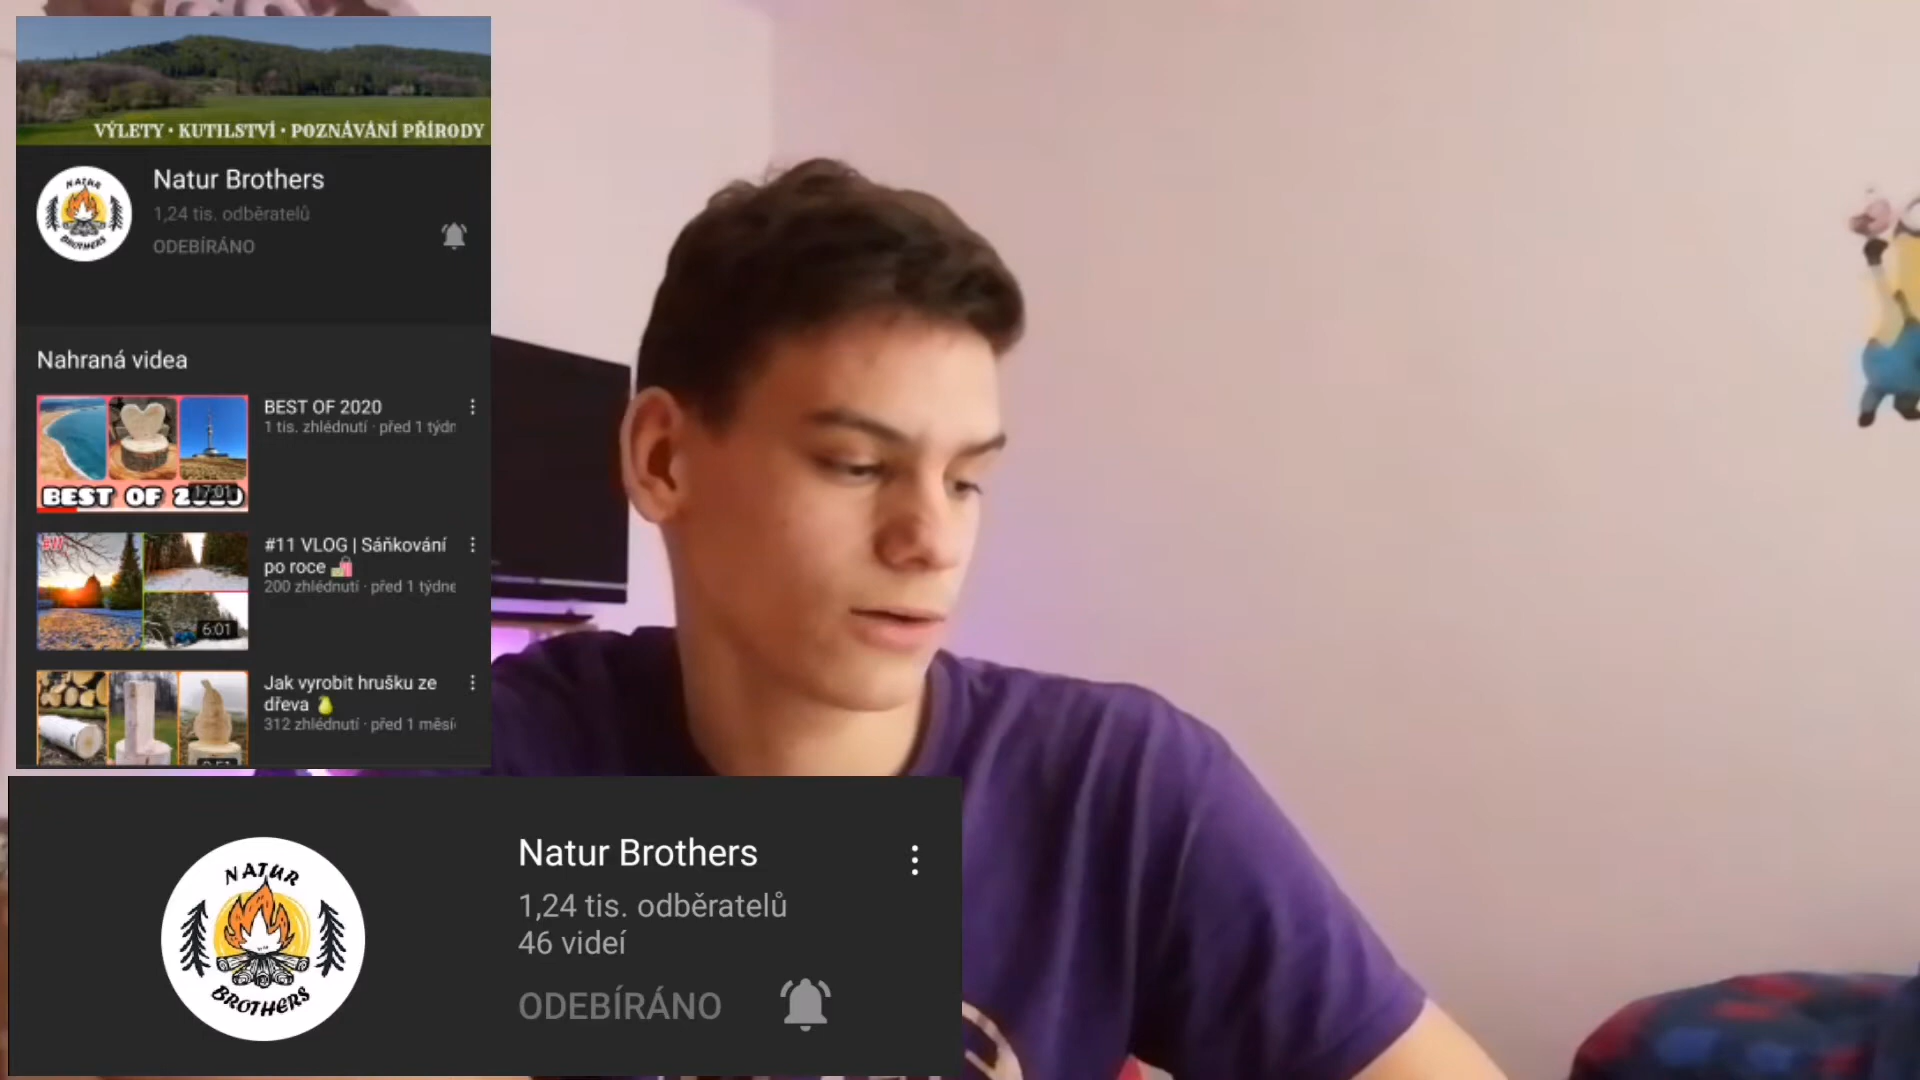 VÝLETY • KUTILSTVÍ • POZNÁVÁNÍ PŘÍRODY
NATUR
BROTHERS
Natur Brothers
1,24 tis. odběratelů
ODEBÍRÁNO
Nahraná videa
BEST OF 2020
17:01
BEST OF 2020
1 tis. zhlédnutí · před 1 týdn
#11
6:01
#11 VLOG | Sáňkování
po roce
200 zhlédnutí · před 1 týdne
Jak vyrobit hrušku ze
dřeva
312 zhlédnutí · před 1 měsí
NATUR
BROTHERS
Natur Brothers
1,24 tis. odběratelů
46 videí
ODEBÍRÁNO